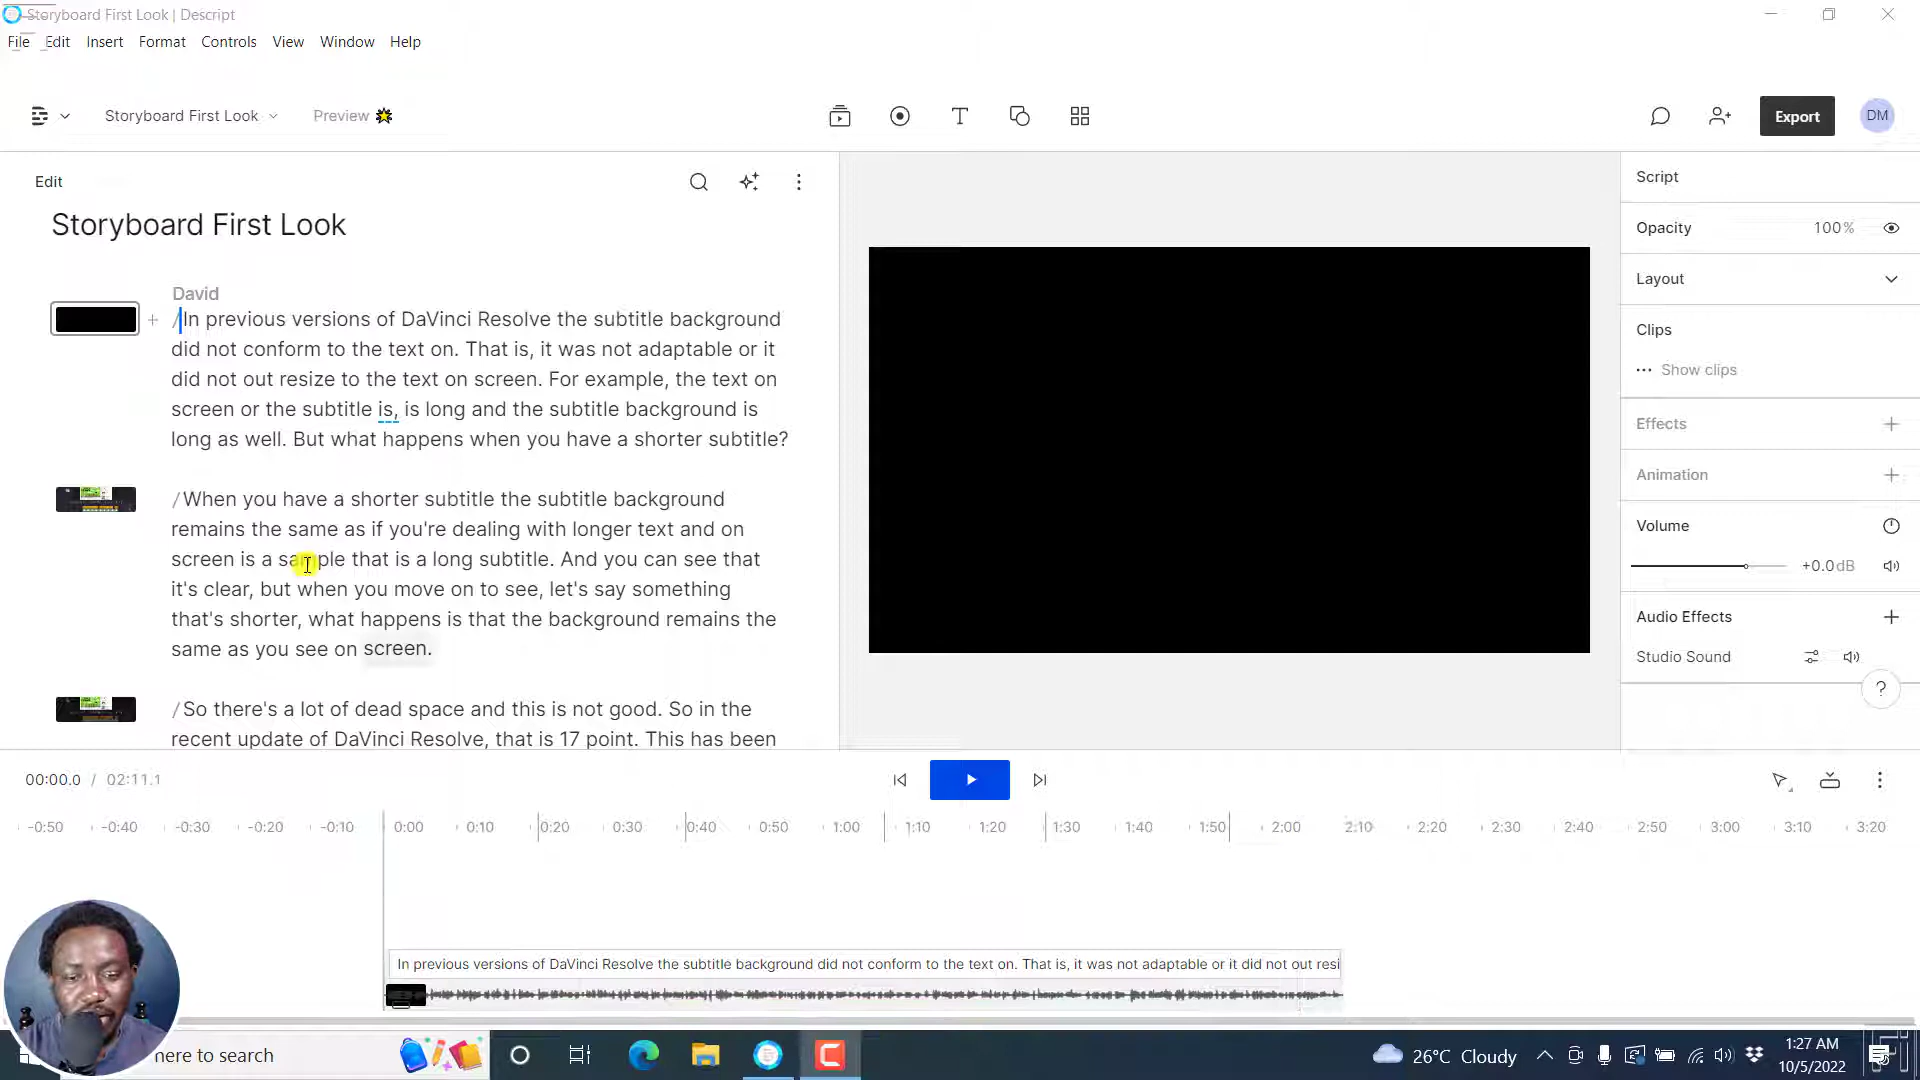 Storyboard First Look | Descript
File Edit Insert Format Controls View Window Help
Storyboard First Look Preview Export DM
Edit
Storyboard First Look
David
/In previous versions of DaVinci Resolve the subtitle background
did not conform to the text on. That is, it was not adaptable or it
did not out resize to the text on screen. For example, the text on
screen or the subtitle is, is long and the subtitle background is
long as well. But what happens when you have a shorter subtitle?
/When you have a shorter subtitle the subtitle background
remains the same as if you're dealing with longer text and on
screen is a sample that is a long subtitle. And you can see that
it's clear, but when you move on to see, let's say something
that's shorter, what happens is that the background remains the
same as you see on screen.
/So there's a lot of dead space and this is not good. So in the
recent update of DaVinci Resolve, that is 17 point. This has been
Script
Opacity 100%
Layout
Clips
Show clips
Effects
Animation
Volume
+0.0dB
Audio Effects
Studio Sound
?
00:00.0 / 02:11.1
-0:50 -0:40 -0:30 -0:20 -0:10 0:00 0:10 0:20 0:30 0:40 0:50 1:00 1:10 1:20 1:30 1:40 1:50 2:00 2:10 2:20 2:30 2:40 2:50 3:00 3:10 3:20
In previous versions of DaVinci Resolve the subtitle background did not conform to the text on. That is, it was not adaptable or it did not out resi
here to search
26°C Cloudy
1:27 AM
10/5/2022